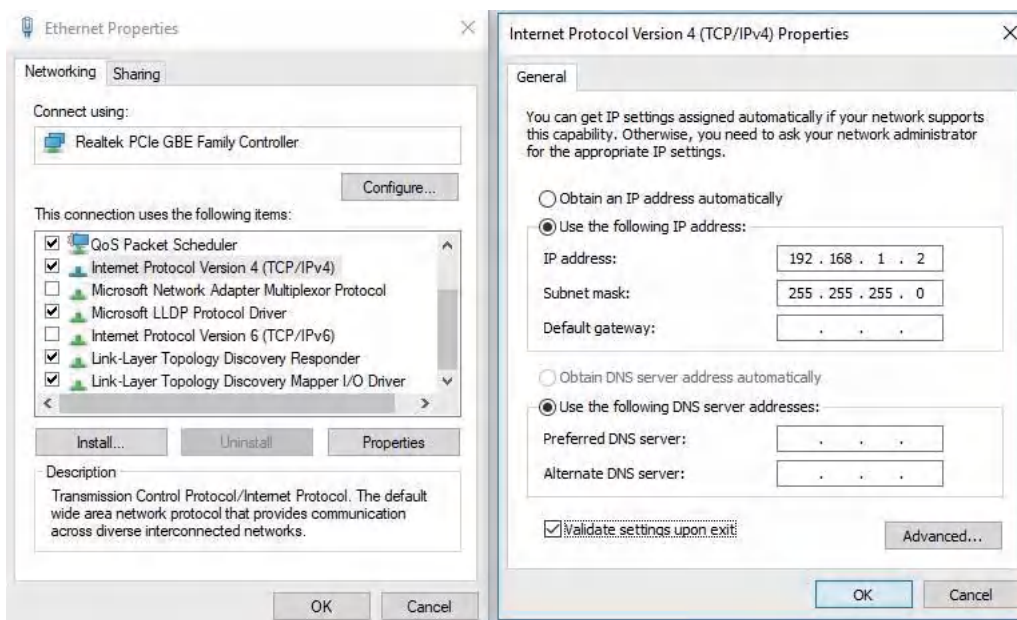 Ethernet Properties
Networking
Sharing
Connect using:
Realtek PCIe GBE Family Controller
Configure...
This connection uses the following items:
QoS Packet Scheduler
Internet Protocol Version 4 (TCP/IPv4)
Microsoft Network Adapter Multiplexor Protocol
Microsoft LLDP Protocol Driver
Internet Protocol Version 6 (TCP/IPv6)
Link-Layer Topology Discovery Responder
Link-Layer Topology Discovery Mapper I/O Driver
Install...
Uninstall
Properties
Description
Transmission Control Protocol/Internet Protocol. The default
wide area network protocol that provides communication
across diverse interconnected networks.
OK
Cancel
Internet Protocol Version 4 (TCP/IPv4) Properties
General
You can get IP settings assigned automatically if your network supports
this capability. Otherwise, you need to ask your network administrator
for the appropriate IP settings.
Obtain an IP address automatically
Use the following IP address:
IP address: 192 . 168 . 1 . 2
Subnet mask: 255 . 255 . 255 . 0
Default gateway: . . .
Obtain DNS server address automatically
Use the following DNS server addresses:
Preferred DNS server: . . .
Alternate DNS server: . . .
Validate settings upon exit
Advanced...
OK
Cancel